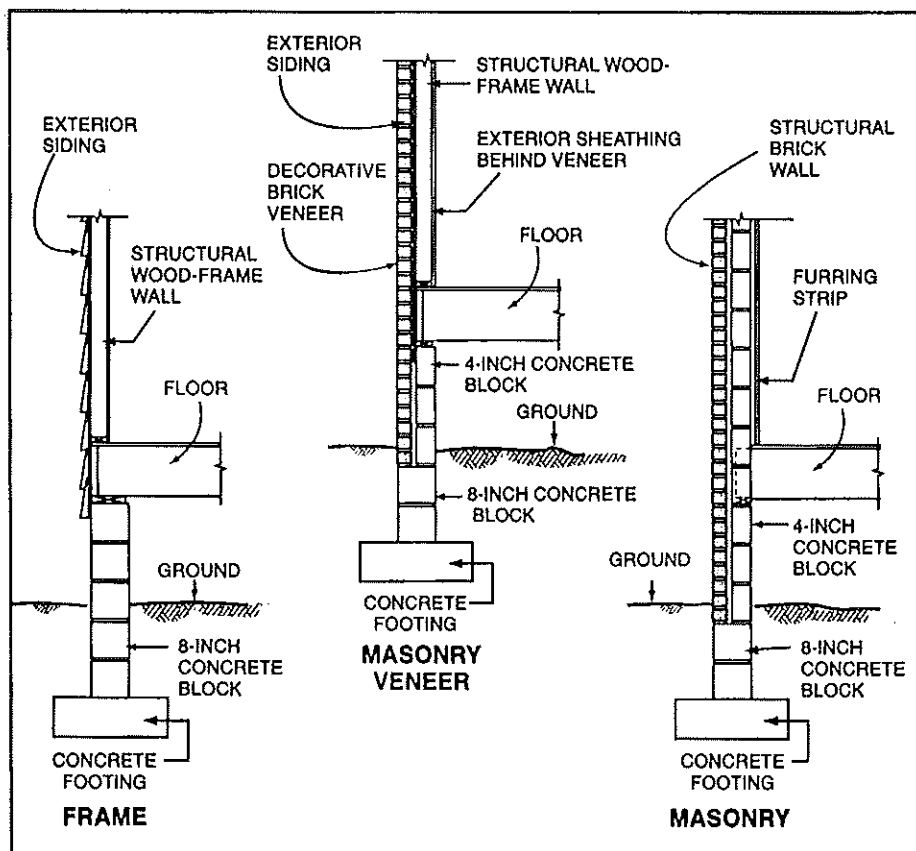 EXTERIOR
SIDING
STRUCTURAL
WOOD-FRAME
WALL
FLOOR
GROUND
8-INCH
CONCRETE
BLOCK
CONCRETE
FOOTING
FRAME
EXTERIOR
SIDING
STRUCTURAL WOOD-
FRAME WALL
EXTERIOR SHEATHING
BEHIND VENEER
DECORATIVE
BRICK
VENEER
FLOOR
4-INCH CONCRETE
BLOCK
GROUND
8-INCH CONCRETE
BLOCK
CONCRETE
FOOTING
MASONRY
VENEER
STRUCTURAL
BRICK
WALL
FURRING
STRIP
FLOOR
4-INCH
CONCRETE
BLOCK
GROUND
8-INCH
CONCRETE
BLOCK
CONCRETE
FOOTING
MASONRY